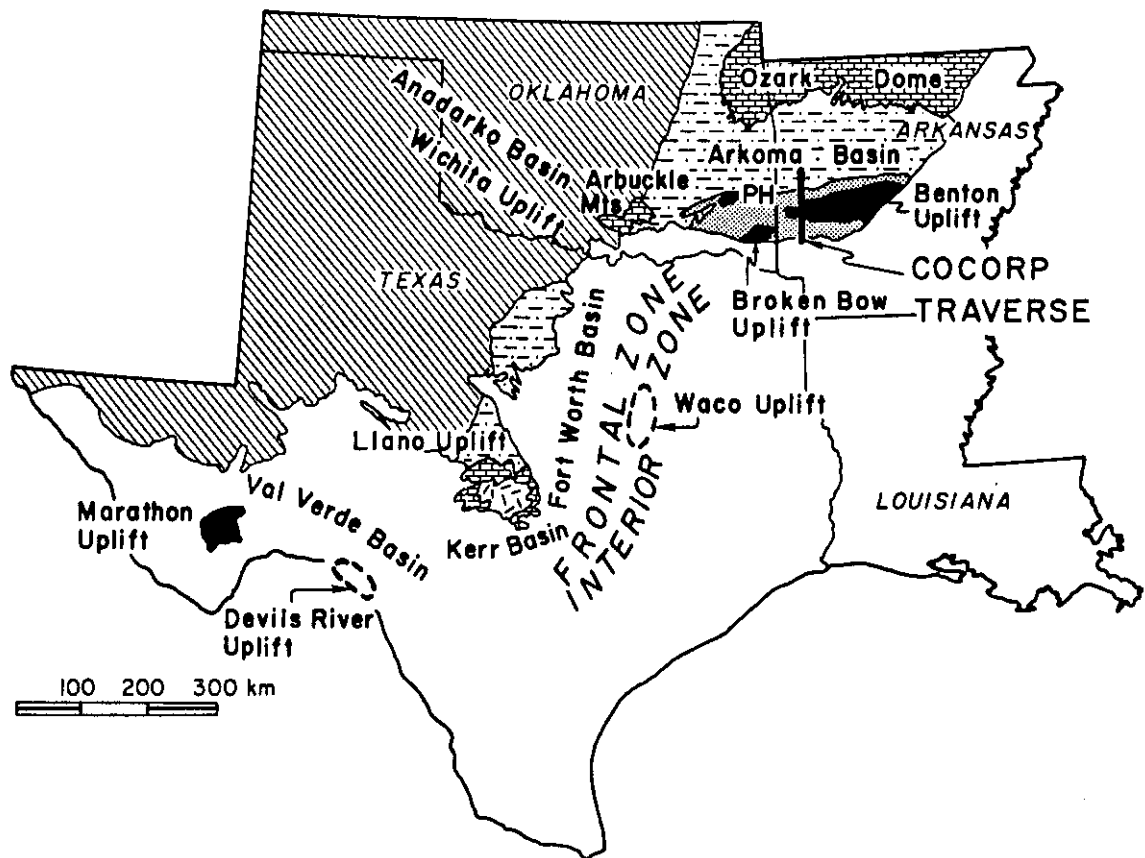 Ozark Dome
OKLAHOMA
Anadarko Basin
ARKANSAS
Wichita Uplift
Arkoma Basin
Arbuckle
Mts.
PH
Benton
Uplift
COCORP
TRAVERSE
TEXAS
Broken Bow
Uplift
Fort Worth Basin
FRONTAL ZONE
INTERIOR ZONE
Waco Uplift
Llano Uplift
LOUISIANA
Val Verde Basin
Marathon
Uplift
Kerr Basin
Devils River
Uplift
100 200 300 km